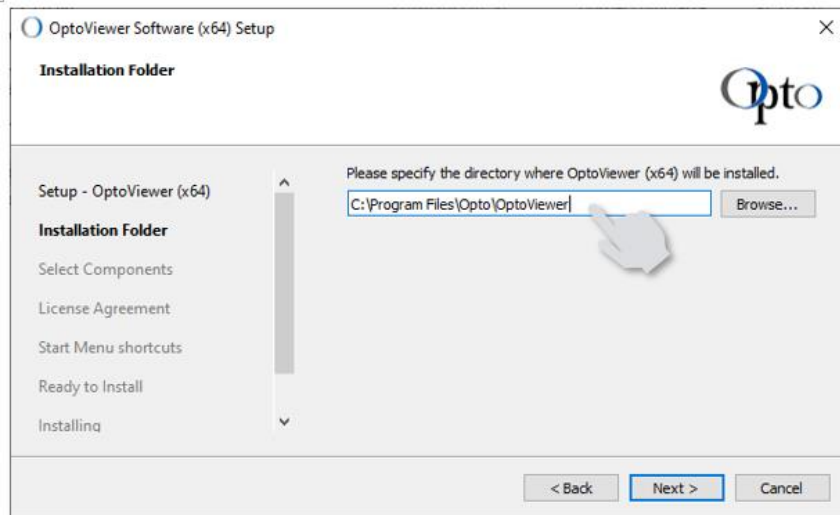 OptoViewer Software (x64) Setup
Installation Folder
Opto
Setup - OptoViewer (x64)
Installation Folder
Select Components
License Agreement
Start Menu shortcuts
Ready to Install
Installing
Please specify the directory where OptoViewer (x64) will be installed.
C:\Program Files\Opto\OptoViewer
Browse...
< Back
Next >
Cancel